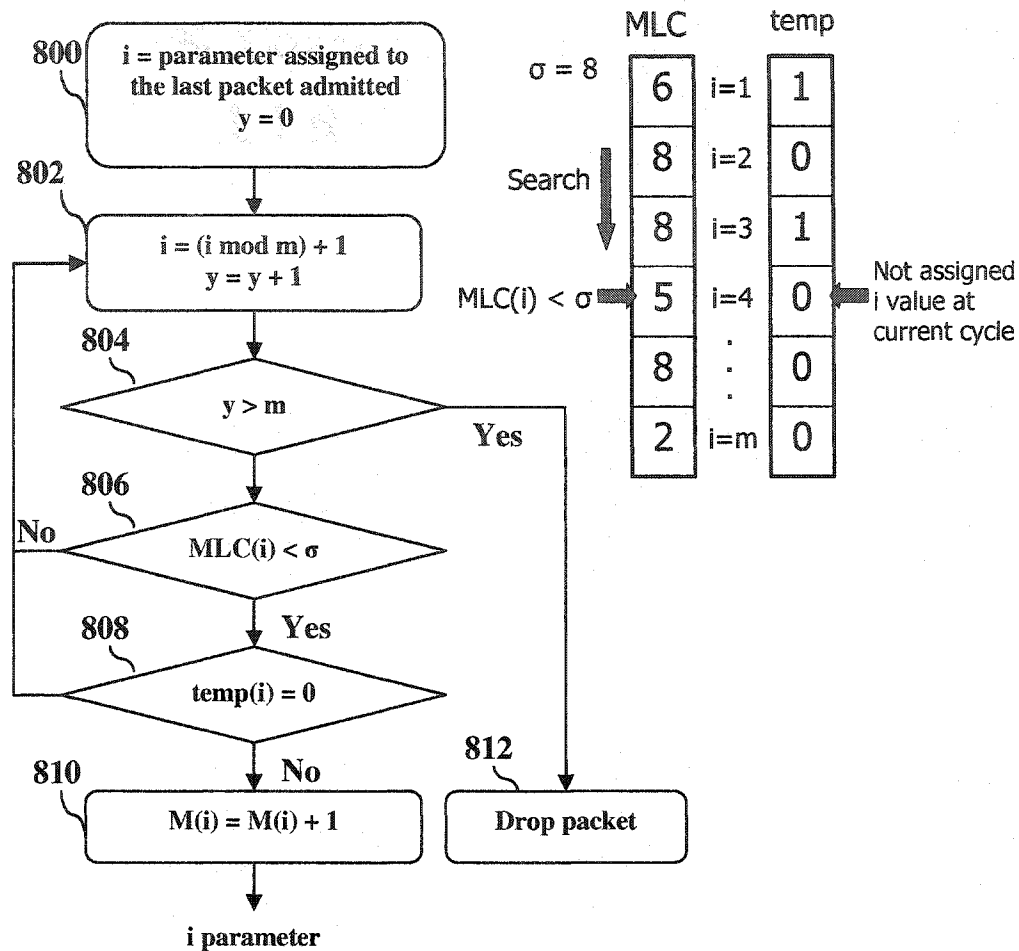 800
i = parameter assigned to
the last packet admitted
y = 0
802
i = (i mod m) + 1
y = y + 1
804
y > m
Yes
806
No
MLC(i) < σ
Yes
808
temp(i) = 0
No
810
M(i) = M(i) + 1
812
Drop packet
i parameter
MLC
temp
σ = 8
6 i=1 1
8 i=2 0
Search
8 i=3 1
MLC(i) < σ
5 i=4 0
Not assigned
i value at
current cycle
8 0
2 i=m 0